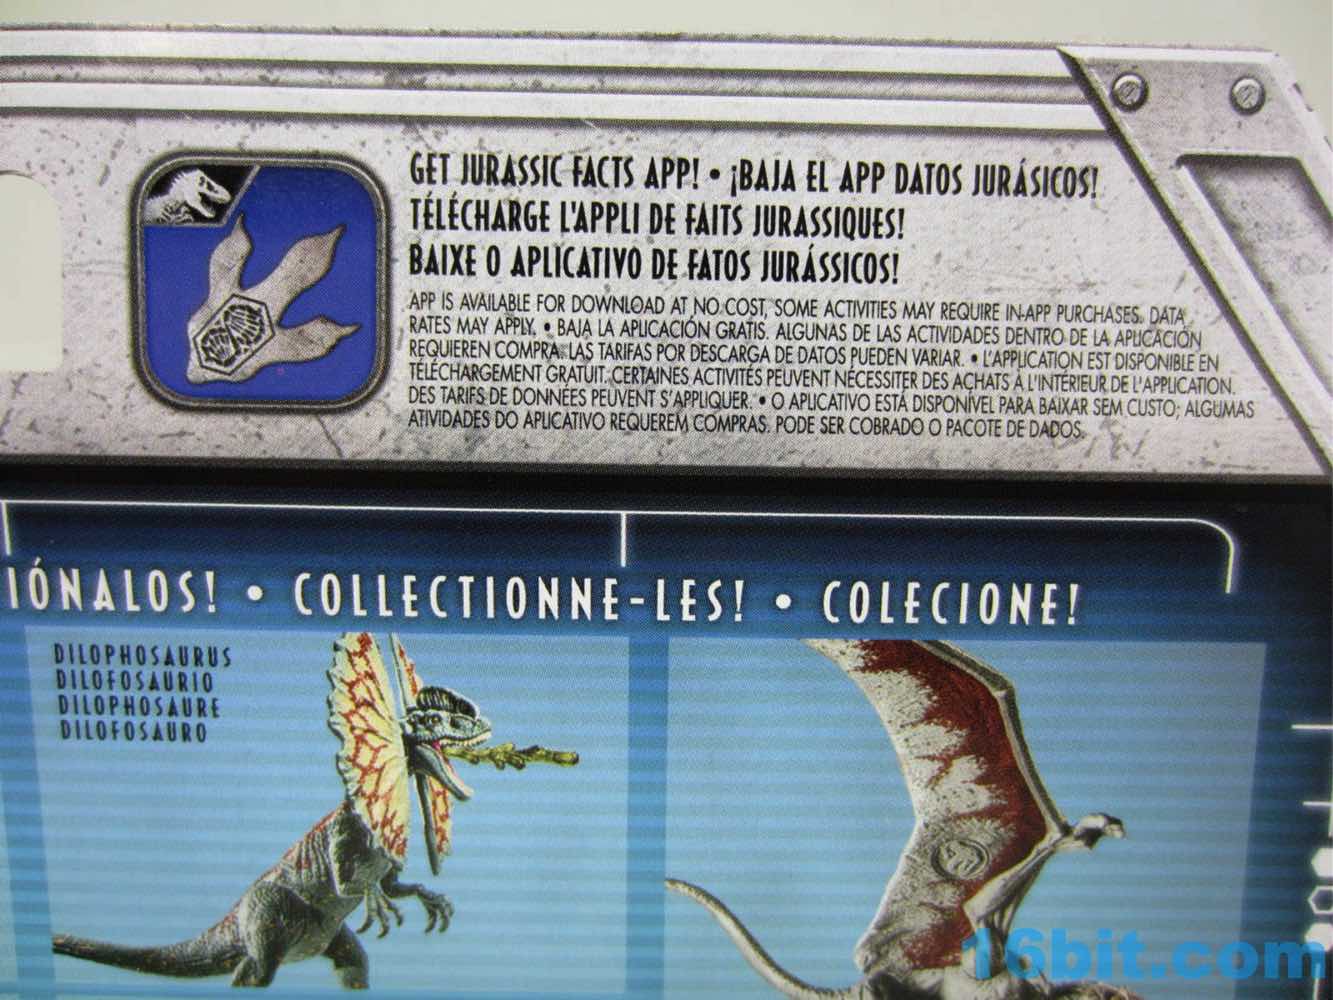 GET JURASSIC FACTS APP! • ¡BAJA EL APP DATOS JURÁSICOS!
TÉLÉCHARGE L'APPLI DE FAITS JURASSIQUES!
BAIXE O APLICATIVO DE FATOS JURÁSSICOS!
APP IS AVAILABLE FOR DOWNLOAD AT NO COST, SOME ACTIVITIES MAY REQUIRE IN-APP PURCHASES. DATA
RATES MAY APPLY. • BAJA LA APLICACIÓN GRATIS. ALGUNAS DE LAS ACTIVIDADES DENTRO DE LA APLICACIÓN
REQUIEREN COMPRA. LAS TARIFAS POR DESCARGA DE DATOS PUEDEN VARIAR. • L'APPLICATION EST DISPONIBLE EN
TÉLÉCHARGEMENT GRATUIT. CERTAINES ACTIVITÉS PEUVENT NÉCESSITER DES ACHATS À L'INTÉRIEUR DE L'APPLICATION.
DES TARIFS DE DONNÉES PEUVENT S'APPLIQUER. • O APLICATIVO ESTÁ DISPONÍVEL PARA BAIXAR SEM CUSTO; ALGUMAS
ATIVIDADES DO APLICATIVO REQUEREM COMPRAS. PODE SER COBRADO O PACOTE DE DADOS.
IÓNALOS! • COLLECTIONNE-LES! • COLECIONE!
DILOPHOSAURUS
DILOFOSAURIO
DILOPHOSAURE
DILOFOSAURO
16bit.com